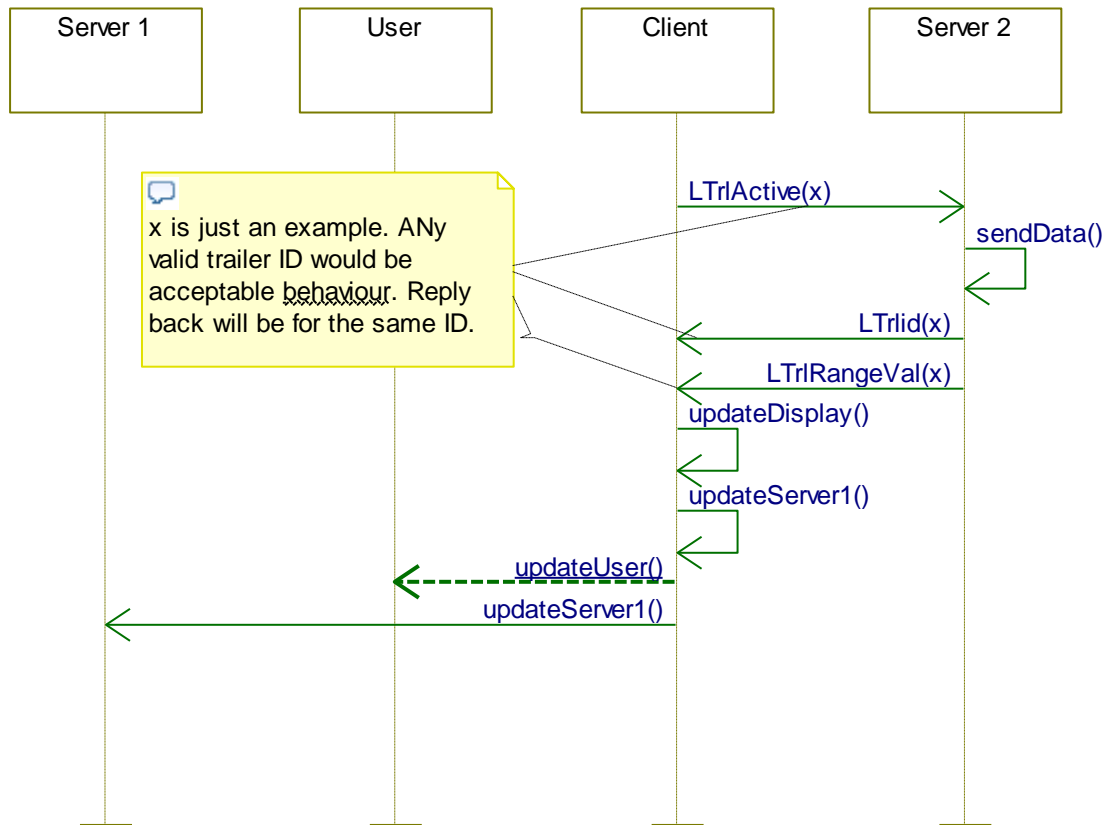 Server 1
User
Client
Server 2
LTrlActive(x)
sendData()
x is just an example. ANy
valid trailer ID would be
acceptable behaviour. Reply
back will be for the same ID.
LTrlid(x)
LTrlRangeVal(x)
updateDisplay()
updateServer1()
updateUser()
updateServer1()